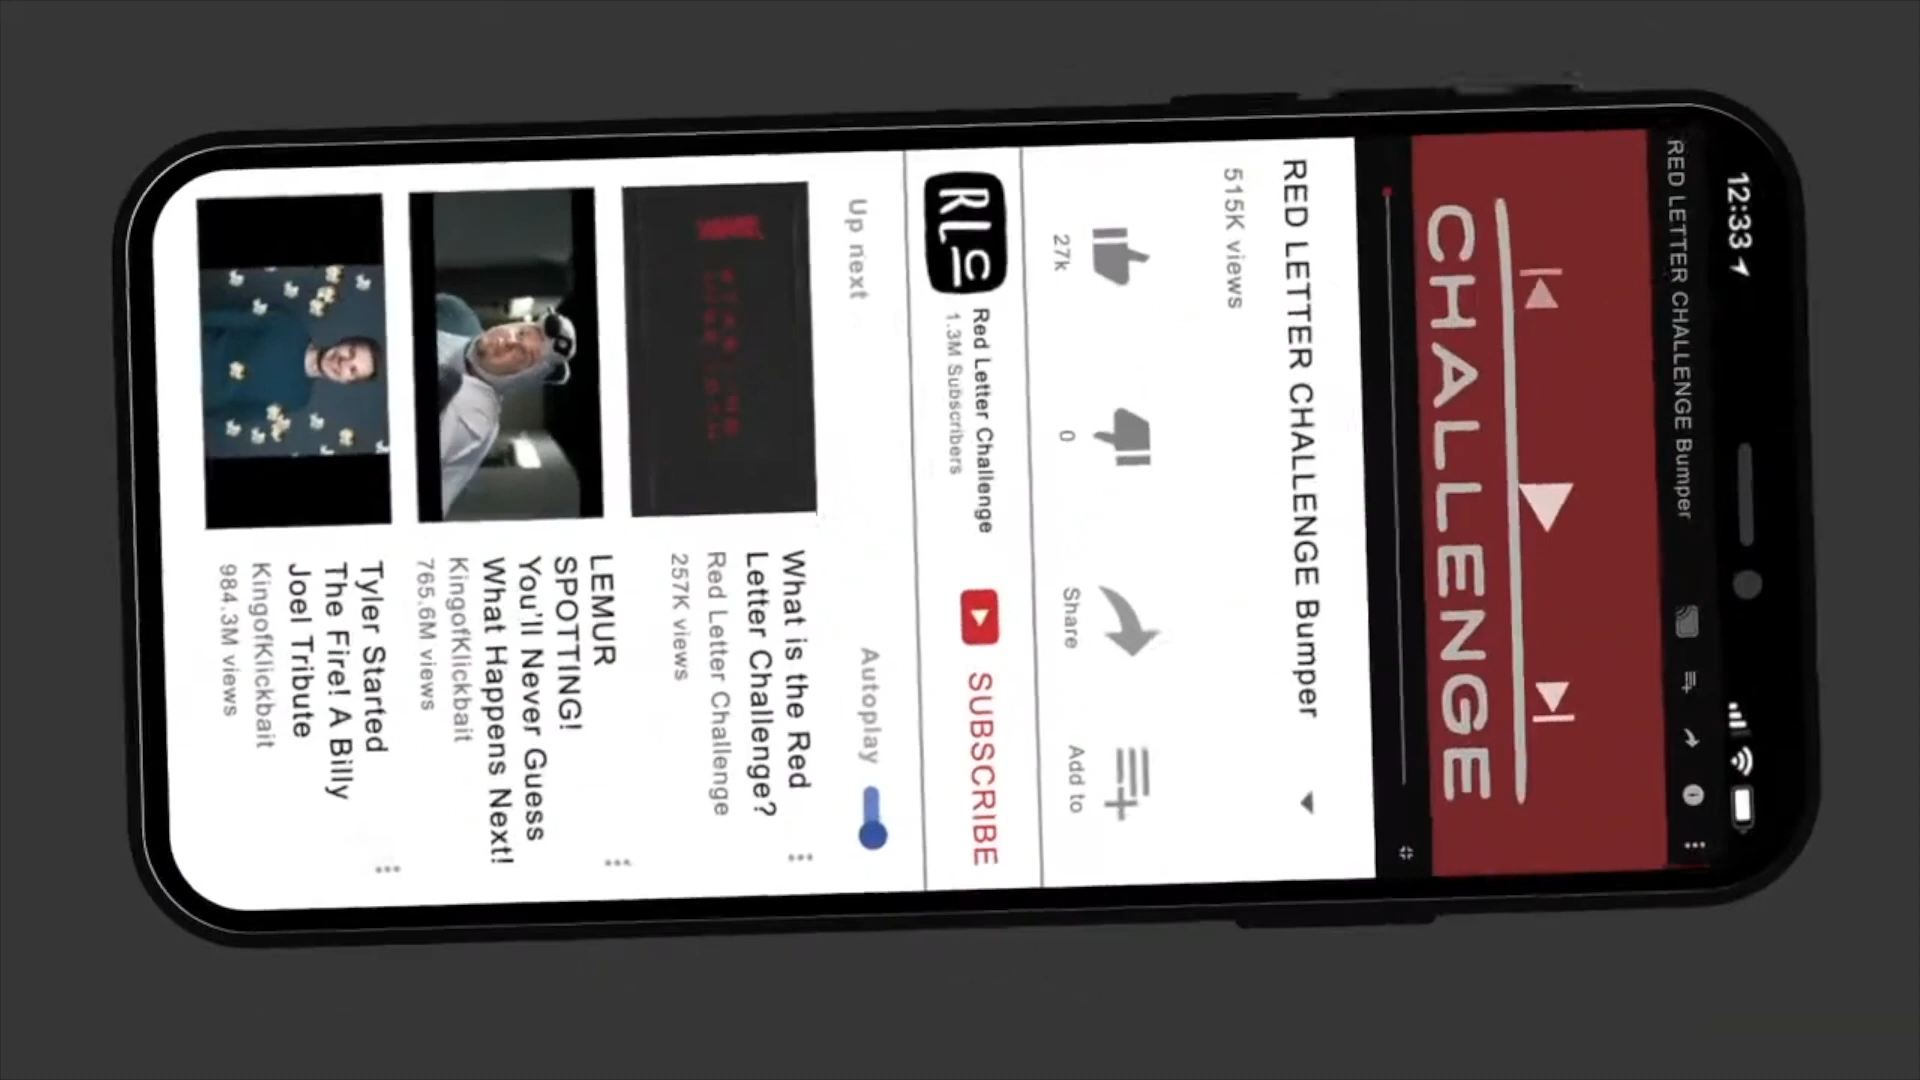 12:33
RED LETTER CHALLENGE Bumper
CHALLENGE
RED LETTER CHALLENGE Bumper
515K views
27k
0
Share
Add to
RLC
Red Letter Challenge
1.3M Subscribers
SUBSCRIBE
Up next
Autoplay
What is the Red
Letter Challenge?
Red Letter Challenge
257K views
LEMUR
SPOTTING!
You'll Never Guess
What Happens Next!
KingofKlickbait
765.6M views
Tyler Started
The Fire! A Billy
Joel Tribute
KingofKlickbait
984.3M views